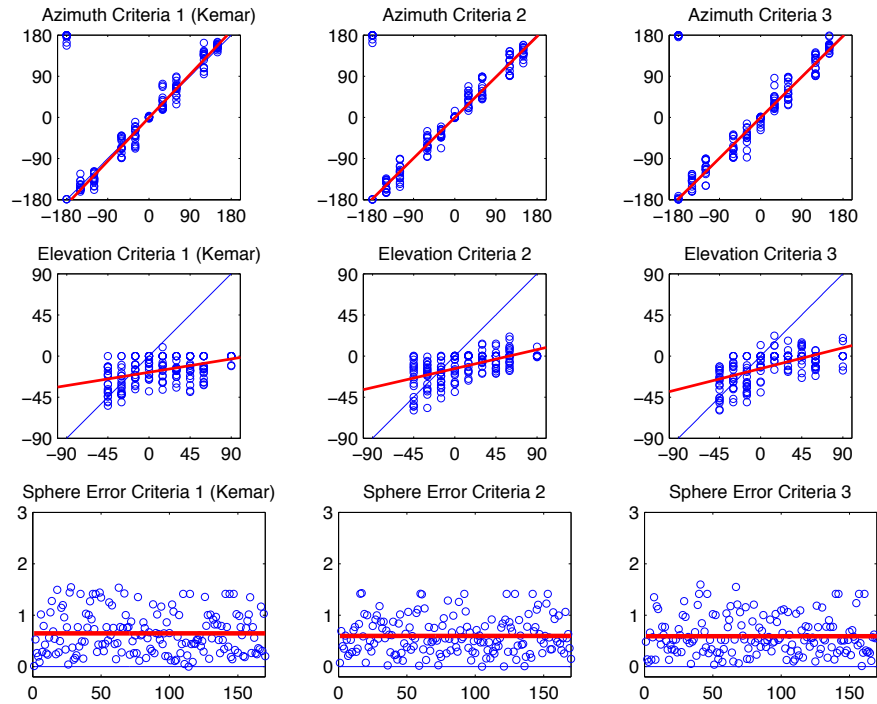 Azimuth Criteria 1 (Kemar)
180
90
0
−90
−180
−180 −90 0 90 180
Azimuth Criteria 2
180
90
0
−90
−180
−180 −90 0 90 180
Azimuth Criteria 3
180
90
0
−90
−180
−180 −90 0 90 180
Elevation Criteria 1 (Kemar)
90
45
0
−45
−90
−90 −45 0 45 90
Elevation Criteria 2
90
45
0
−45
−90
−90 −45 0 45 90
Elevation Criteria 3
90
45
0
−45
−90
−90 −45 0 45 90
Sphere Error Criteria 1 (Kemar)
3
2
1
0
0 50 100 150
Sphere Error Criteria 2
3
2
1
0
0 50 100 150
Sphere Error Criteria 3
3
2
1
0
0 50 100 150